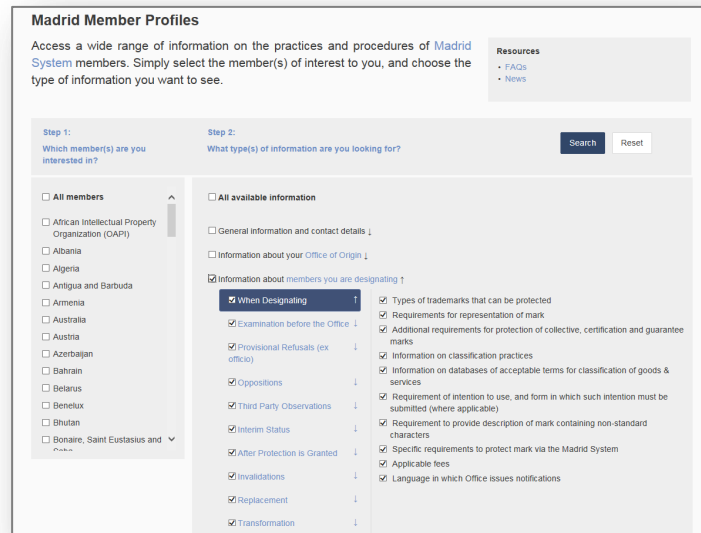 Madrid Member Profiles
Access a wide range of information on the practices and procedures of Madrid
System members. Simply select the member(s) of interest to you, and choose the
type of information you want to see.
Resources
• FAQs
• News
Step 1:
Which member(s) are you
interested in?
Step 2:
What type(s) of information are you looking for?
Search
Reset
All members
African Intellectual Property
Organization (OAPI)
Albania
Algeria
Antigua and Barbuda
Armenia
Australia
Austria
Azerbaijan
Bahrain
Belarus
Benelux
Bhutan
Bonaire, Saint Eustasius and
All available information
General information and contact details ↓
Information about your Office of Origin ↓
Information about members you are designating ↑
When Designating ↑
Examination before the Office ↓
Provisional Refusals (ex ↓
officio)
Oppositions ↓
Third Party Observations ↓
Interim Status ↓
After Protection is Granted ↓
Invalidations ↓
Replacement ↓
Transformation ↓
Types of trademarks that can be protected
Requirements for representation of mark
Additional requirements for protection of collective, certification and guarantee
marks
Information on classification practices
Information on databases of acceptable terms for classification of goods &
services
Requirement of intention to use, and form in which such intention must be
submitted (where applicable)
Requirement to provide description of mark containing non-standard
characters
Specific requirements to protect mark via the Madrid System
Applicable fees
Language in which Office issues notifications